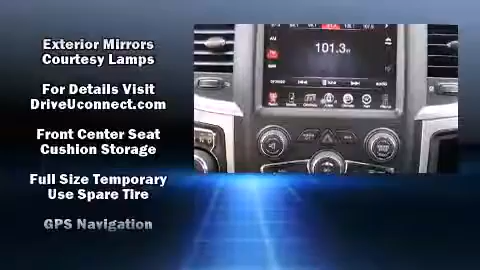 Exterior Mirrors
Courtesy Lamps
For Details Visit
DriveUconnect.com
Front Center Seat
Cushion Storage
Full Size Temporary
Use Spare Tire
GPS Navigation
101.3